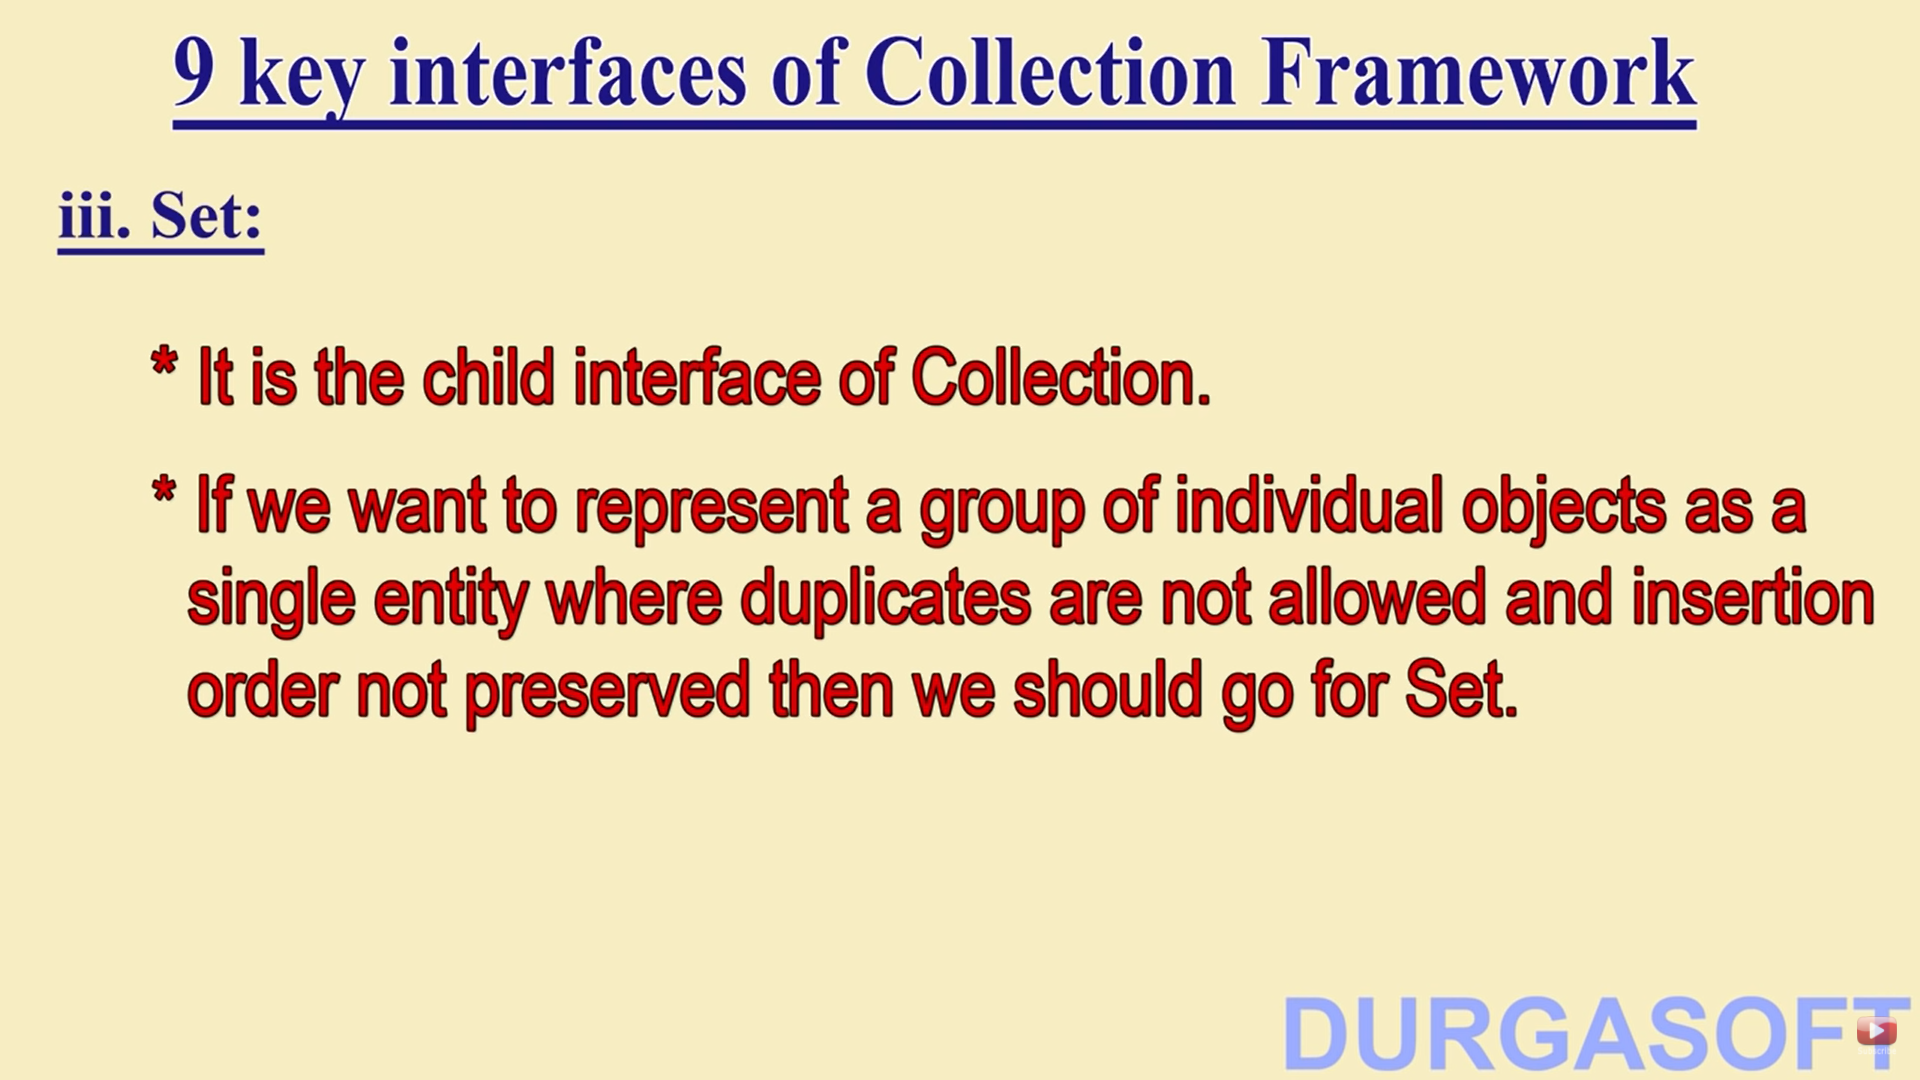 9 key interfaces of Collection Framework
iii. Set:
* It is the child interface of Collection.
* If we want to represent a group of individual objects as a
single entity where duplicates are not allowed and insertion
order not preserved then we should go for Set.
DURGASOFT